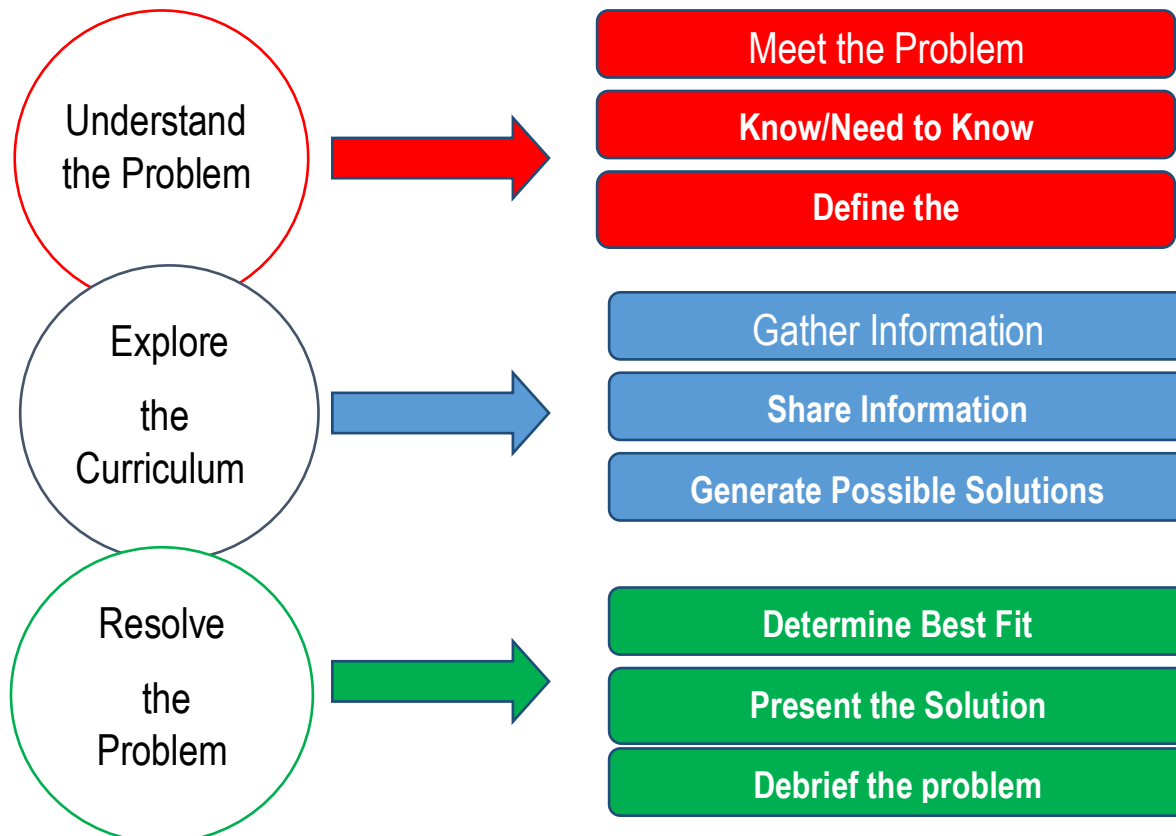 Understand
the Problem
Meet the Problem
Know/Need to Know
Define the
Explore
the
Curriculum
Gather Information
Share Information
Generate Possible Solutions
Resolve
the
Problem
Determine Best Fit
Present the Solution
Debrief the problem